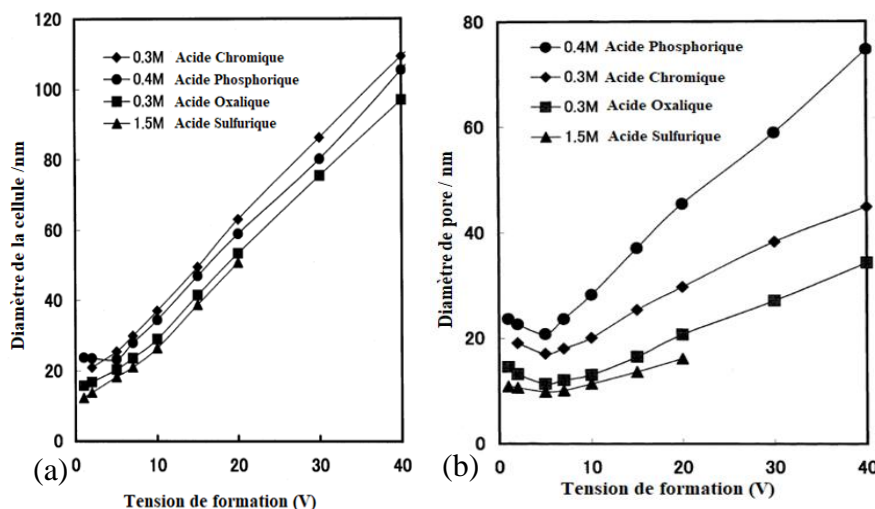 120
100
80
60
40
20
0
0.3M Acide Chromique
0.4M Acide Phosphorique
0.3M Acide Oxalique
1.5M Acide Sulfurique
Diamètre de la cellule /nm
0 10 20 30 40
(a)
Tension de formation (V)
80
60
40
20
0
0.4M Acide Phosphorique
0.3M Acide Chromique
0.3M Acide Oxalique
1.5M Acide Sulfurique
Diamètre de pore / nm
0 10 20 30 40
(b)
Tension de formation (V)